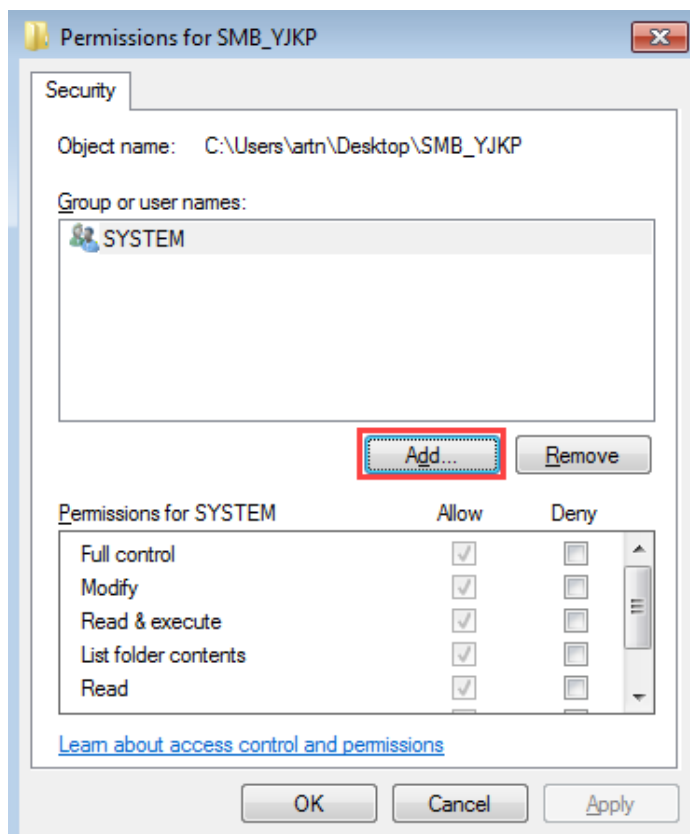 Permissions for SMB_YJKP
Security
Object name: C:\Users\artn\Desktop\SMB_YJKP
Group or user names:
SYSTEM
Add... Remove
Permissions for SYSTEM Allow Deny
Full control
Modify
Read & execute
List folder contents
Read
Learn about access control and permissions
OK Cancel Apply